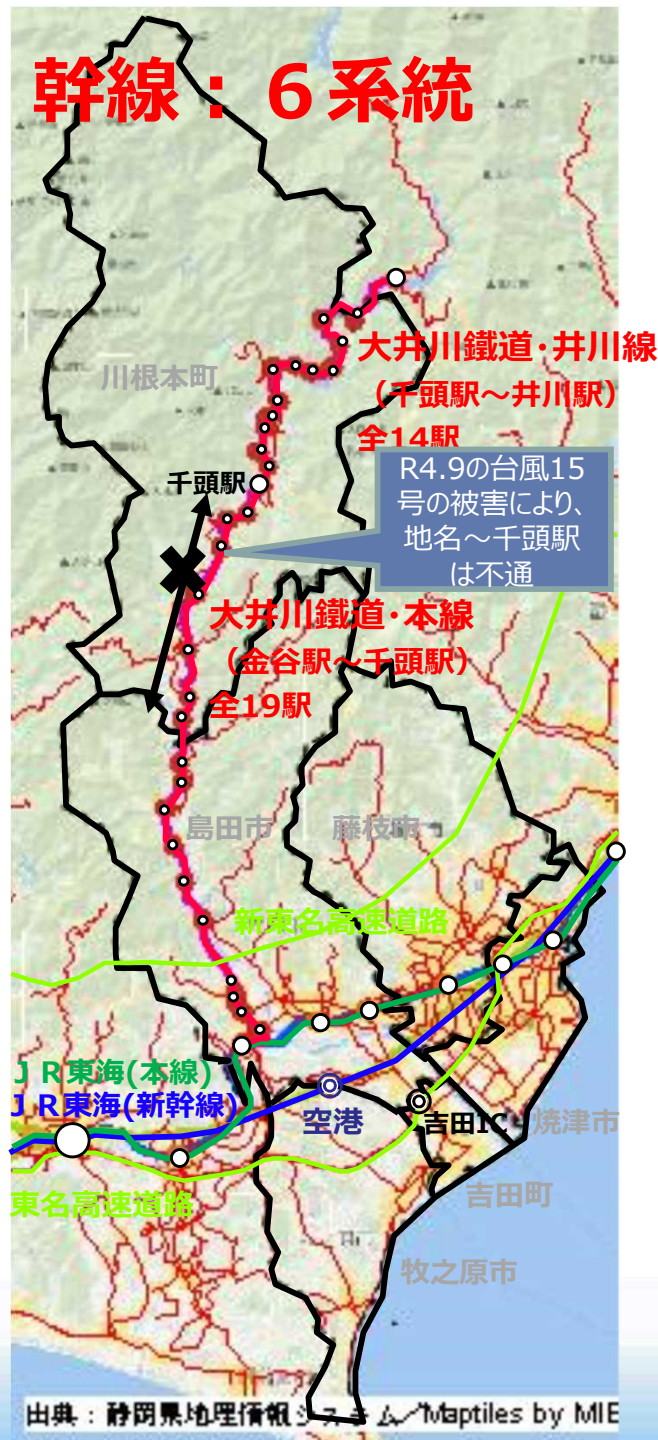 幹線：６系統
大井川鐵道・井川線
（千頭駅～井川駅）
全14駅
川根本町
千頭駅
R4.9の台風15
号の被害により、
地名～千頭駅
は不通
大井川鐵道・本線
（金谷駅～千頭駅）
全19駅
島田市
藤枝市
新東名高速道路
ＪＲ東海(本線)
ＪＲ東海(新幹線)
空港
吉田IC
焼津市
東名高速道路
吉田町
牧之原市
出典：静岡県地理情報システム／Maptiles by MIE